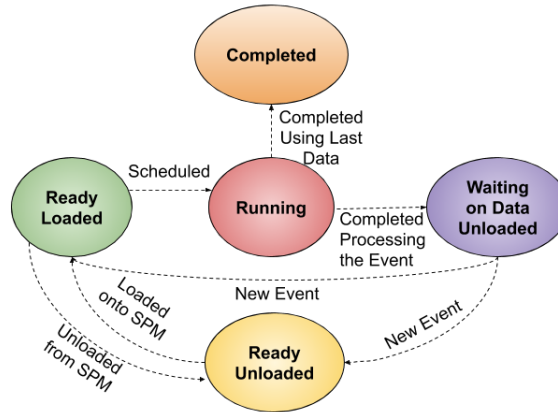 Completed
Completed
Using Last
Data
Scheduled
Ready
Loaded
Running
Waiting
on Data
Unloaded
Completed
Processing
the Event
New Event
Loaded
onto SPM
Unloaded
from SPM
New Event
Ready
Unloaded